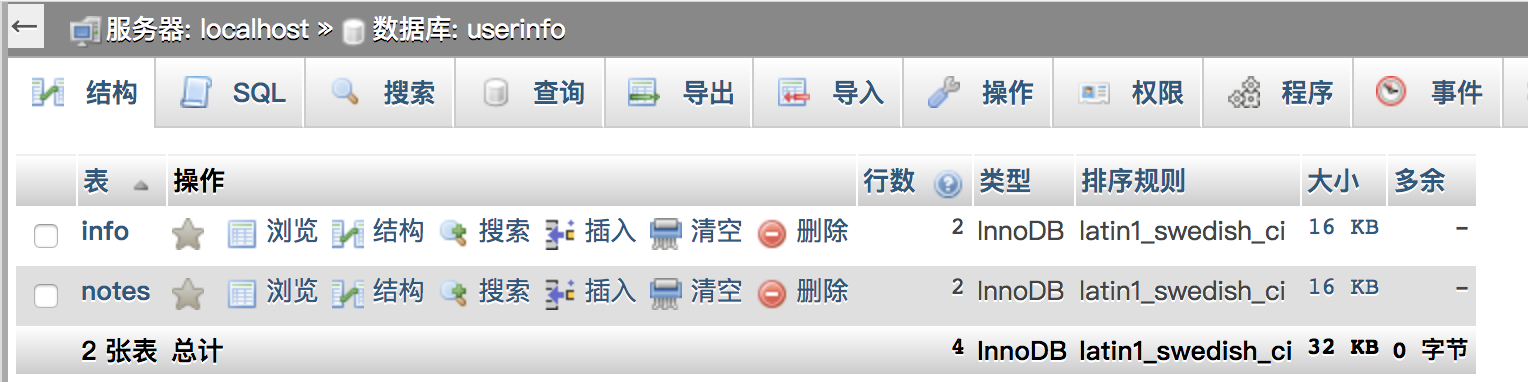 ← 服务器: localhost » 数据库: userinfo
结构 SQL 搜索 查询 导出 导入 操作 权限 程序 事件
表 操作 行数 类型 排序规则 大小 多余
info 浏览 结构 搜索 插入 清空 删除 2 InnoDB latin1_swedish_ci 16 KB -
notes 浏览 结构 搜索 插入 清空 删除 2 InnoDB latin1_swedish_ci 16 KB -
2 张表 总计 4 InnoDB latin1_swedish_ci 32 KB 0 字节